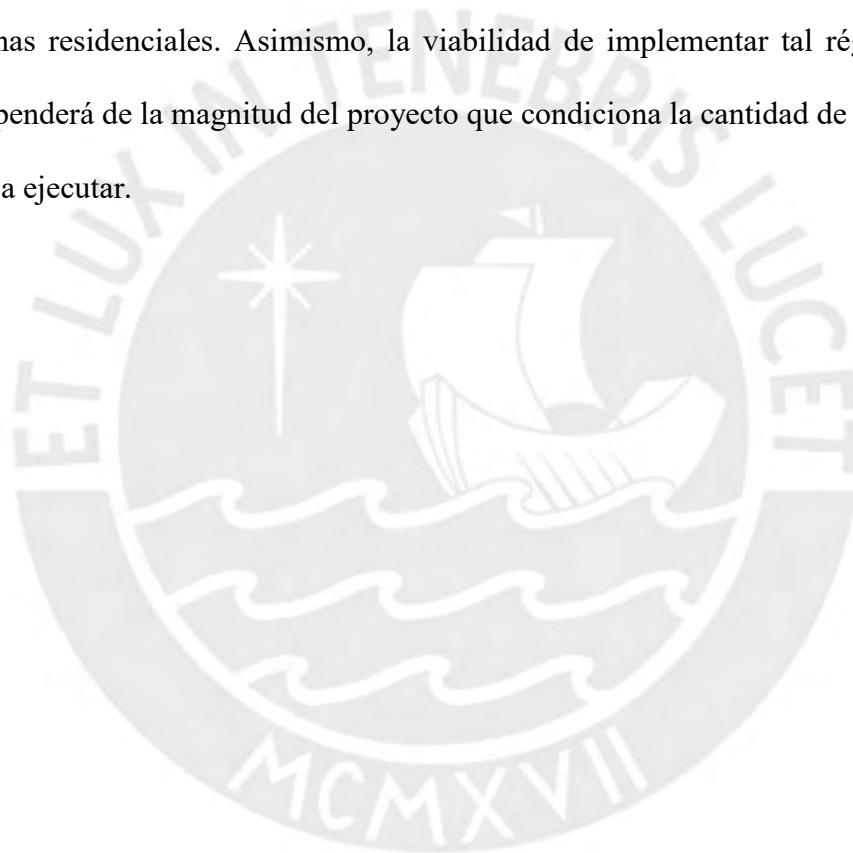 nas residenciales. Asimismo, la viabilidad de implementar tal ré
penderá de la magnitud del proyecto que condiciona la cantidad de
a ejecutar.
ET LUX IN TENEBRIS LUCET
MCMXVII